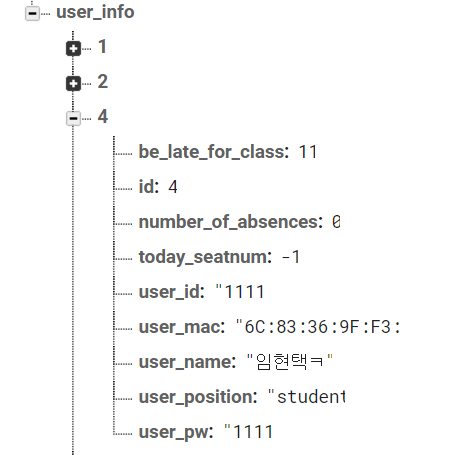 user_info
1
2
4
be_late_for_class: 11
id: 4
number_of_absences: 0
today_seatnum: -1
user_id: "1111
user_mac: "6C:83:36:9F:F3:
user_name: "임현택ㅋ"
user_position: "student
user_pw: "1111